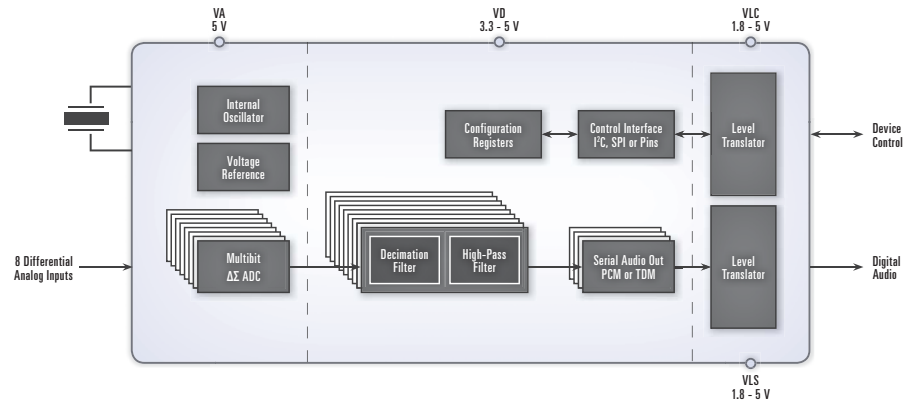 VA
5 V
VD
3.3 - 5 V
VLC
1.8 - 5 V
Internal
Oscillator
Voltage
Reference
Configuration
Registers
Control Interface
I²C, SPI or Pins
Level
Translator
Device
Control
8 Differential
Analog Inputs
Multibit
ΔΣ ADC
Decimation
Filter
High-Pass
Filter
Serial Audio Out
PCM or TDM
Level
Translator
Digital
Audio
VLS
1.8 - 5 V